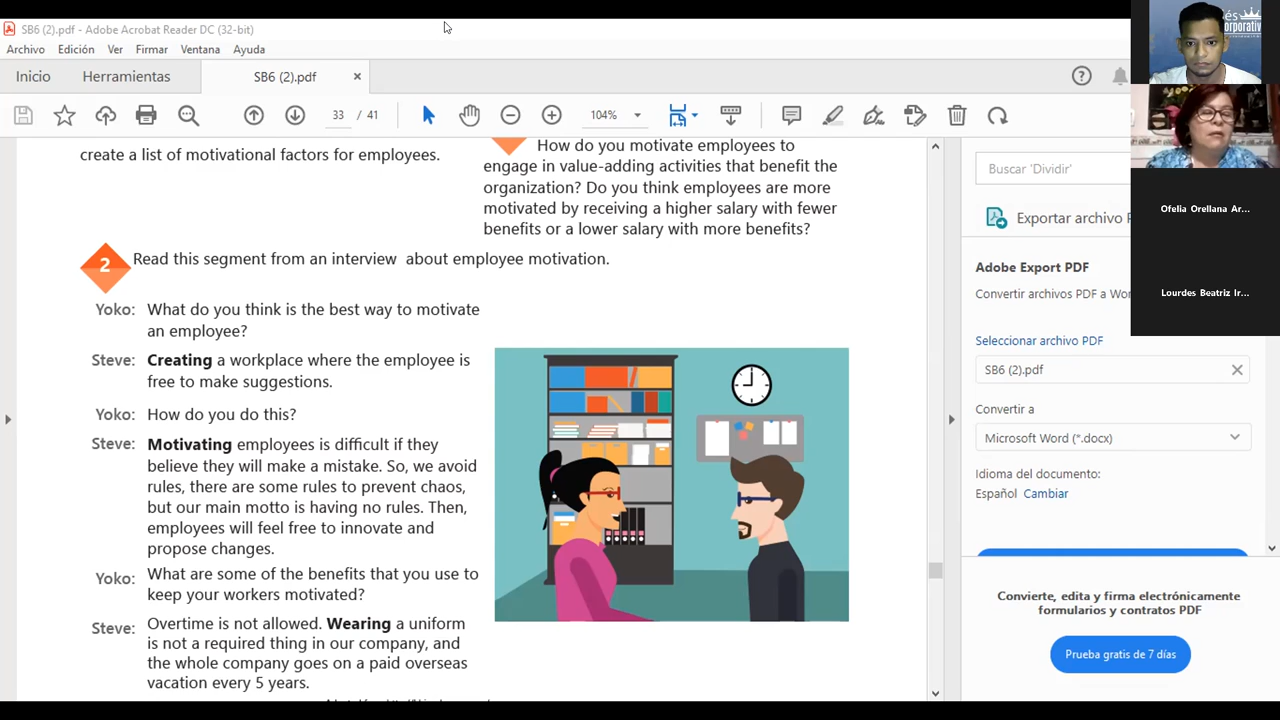 SB6 (2).pdf - Adobe Acrobat Reader DC (32-bit)
Archivo Edición Ver Firmar Ventana Ayuda
Inicio Herramientas SB6 (2).pdf ×
33 / 41 104%
create a list of motivational factors for employees.
How do you motivate employees to
engage in value-adding activities that benefit the
organization? Do you think employees are more
motivated by receiving a higher salary with fewer
benefits or a lower salary with more benefits?
2 Read this segment from an interview about employee motivation.
Yoko: What do you think is the best way to motivate
an employee?
Steve: Creating a workplace where the employee is
free to make suggestions.
Yoko: How do you do this?
Steve: Motivating employees is difficult if they
believe they will make a mistake. So, we avoid
rules, there are some rules to prevent chaos,
but our main motto is having no rules. Then,
employees will feel free to innovate and
propose changes.
Yoko: What are some of the benefits that you use to
keep your workers motivated?
Steve: Overtime is not allowed. Wearing a uniform
is not a required thing in our company, and
the whole company goes on a paid overseas
vacation every 5 years.
Buscar 'Dividir'
Exportar archivo P
Adobe Export PDF
Convertir archivos PDF a Wor
Seleccionar archivo PDF
SB6 (2).pdf
Convertir a
Microsoft Word (*.docx)
Idioma del documento:
Español Cambiar
Convierte, edita y firma electrónicamente
formularios y contratos PDF
Prueba gratis de 7 días
és
orporativ
Ofelia Orellana Ar...
Lourdes Beatriz Ir...